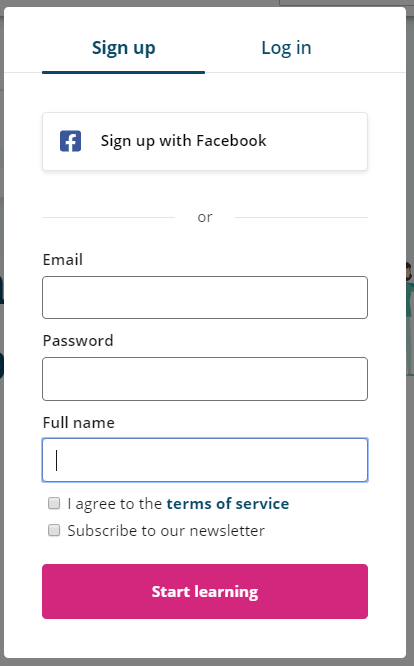 Sign up Log in
Sign up with Facebook
or
Email
Password
Full name
I agree to the terms of service
Subscribe to our newsletter
Start learning